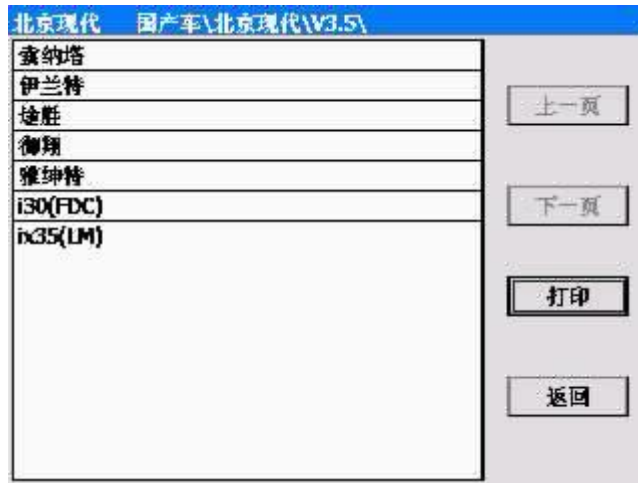 北京现代 国产车\北京现代\V3.5\
索纳塔
伊兰特
途胜
御翔
雅绅特
i30(FDC)
ix35(LM)
上一页
下一页
打印
返回